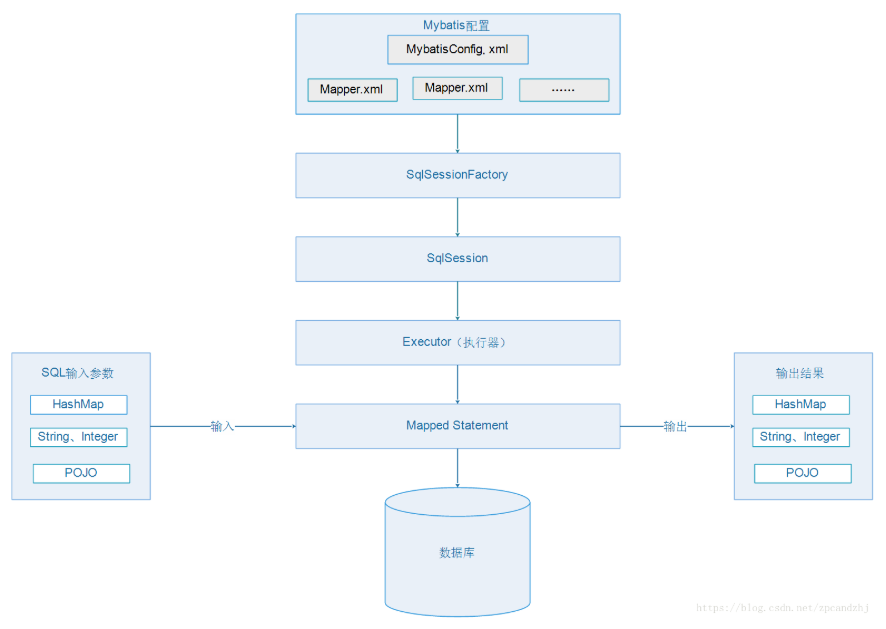 Mybatis配置
MybatisConfig, xml
Mapper.xml
Mapper.xml
······
SqlSessionFactory
SqlSession
Executor（执行器）
SQL输入参数
HashMap
String、Integer
POJO
输入
Mapped Statement
输出
输出结果
HashMap
String、Integer
POJO
数据库
https://blog.csdn.net/zpcandzhj